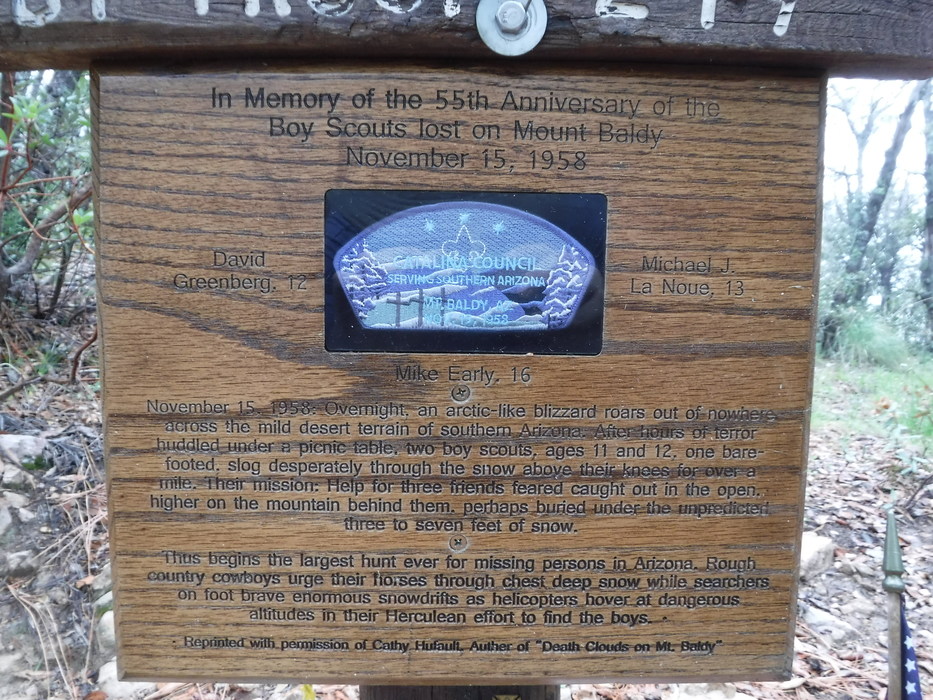 In Memory of the 55th Anniversary of the
Boy Scouts lost on Mount Baldy
November 15, 1958
David
Greenberg, 12
CATALINA COUNCIL
SERVING SOUTHERN ARIZONA
MT. BALDY, AZ
NOV. 15, 1958
Michael J.
La Noue, 13
Mike Early, 16
November 15, 1958: Overnight, an arctic-like blizzard roars out of nowhere
across the mild desert terrain of southern Arizona. After hours of terror
huddled under a picnic table, two boy scouts, ages 11 and 12, one bare-
footed, slog desperately through the snow above their knees for over a
mile. Their mission: Help for three friends feared caught out in the open,
higher on the mountain behind them, perhaps buried under the unpredicted
three to seven feet of snow.
Thus begins the largest hunt ever for missing persons in Arizona. Rough
country cowboys urge their horses through chest deep snow while searchers
on foot brave enormous snowdrifts as helicopters hover at dangerous
altitudes in their Herculean effort to find the boys.
Reprinted with permission of Cathy Hufault, Auther of "Death Clouds on Mt. Baldy"